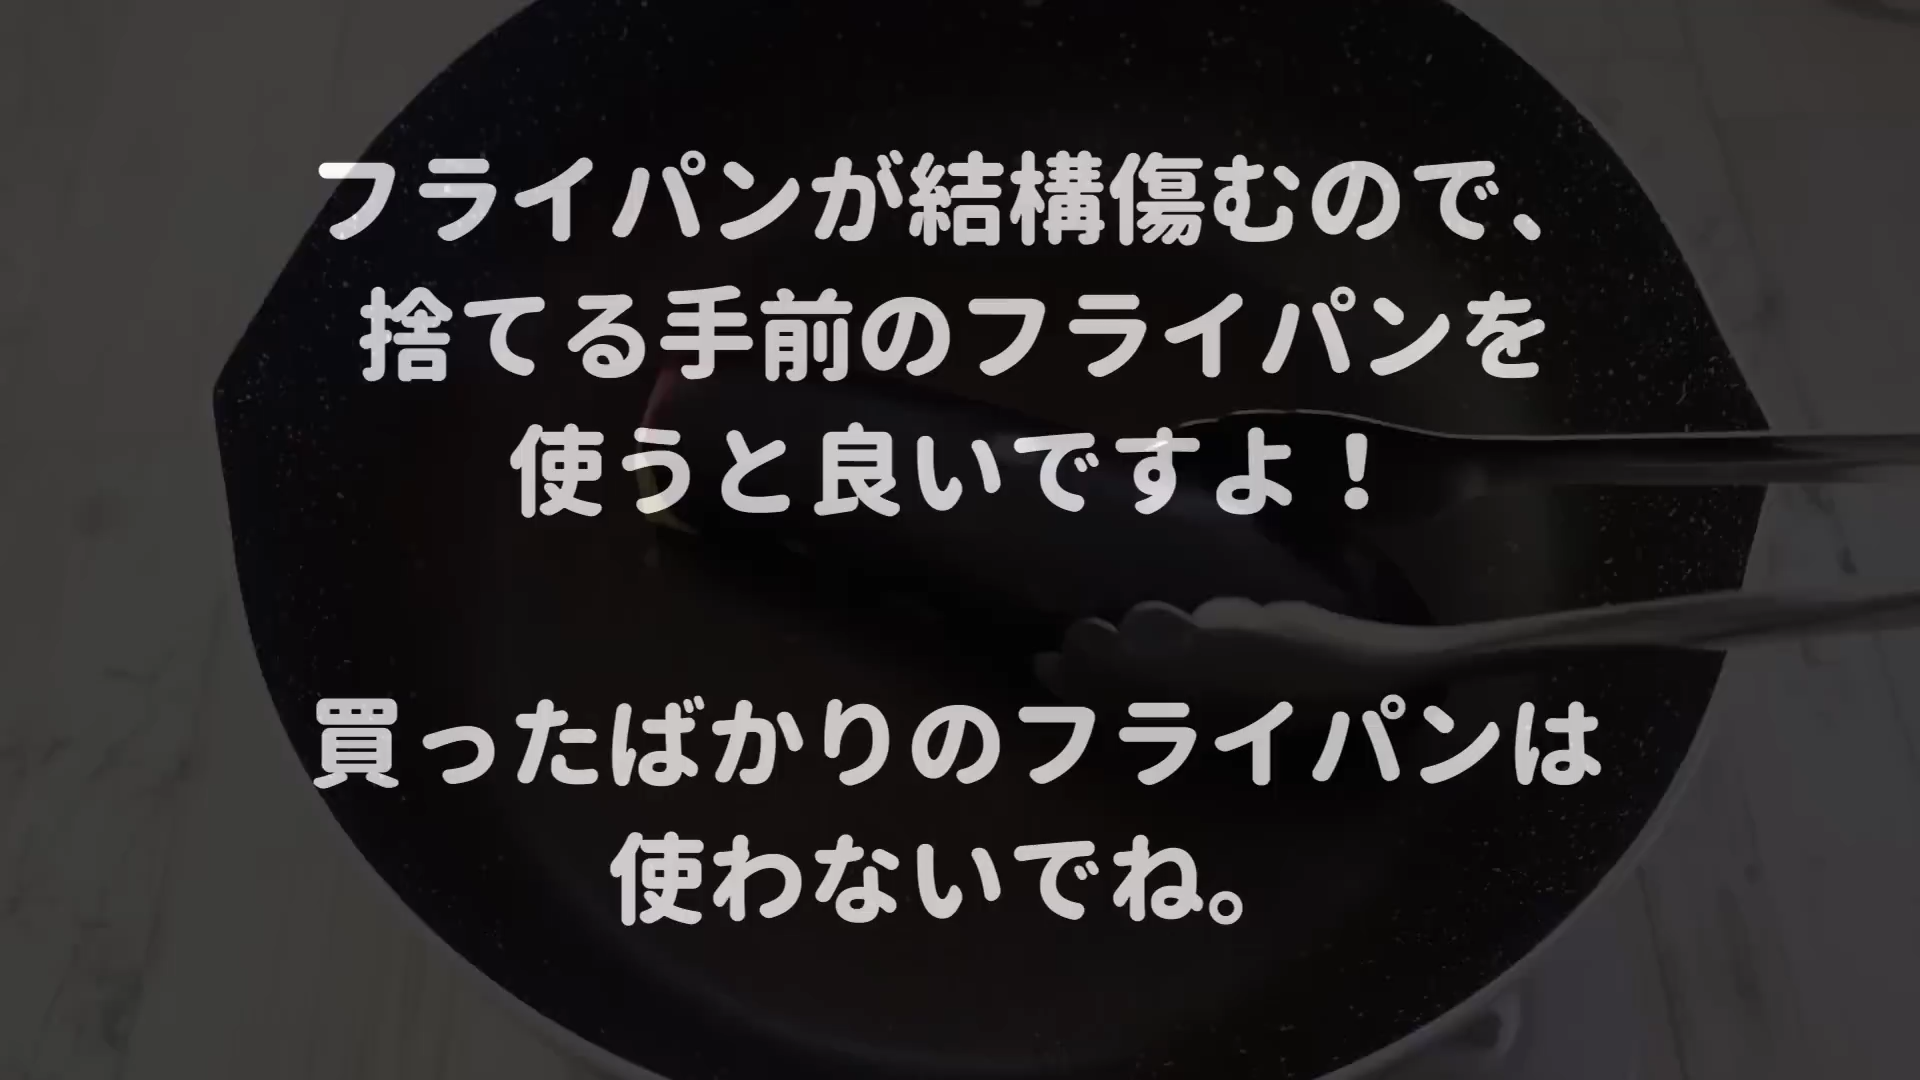 フライパンが結構傷むので、
捨てる手前のフライパンを
使うと良いですよ！
買ったばかりのフライパンは
使わないでね。